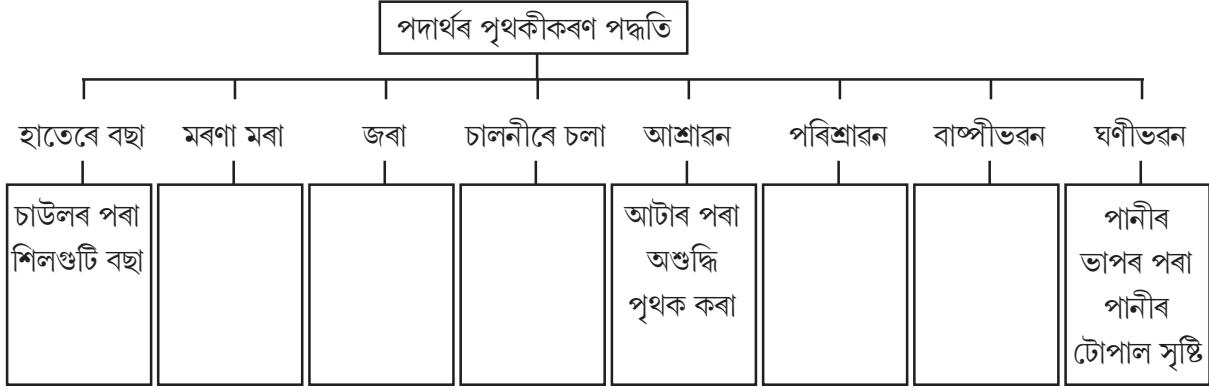 পদাৰ্থৰ পৃথকীকৰণ পদ্ধতি
হাতেৰে বছা মৰণা মৰা জৰা চালনীৰে চলা আশ্ৰাৱন পৰিশ্ৰাৱন বাষ্পীভৱন ঘণীভৱন
চাউলৰ পৰা
শিলগুটি বছা
আটাৰ পৰা
অশুদ্ধি
পৃথক কৰা
পানীৰ
ভাপৰ পৰা
পানীৰ
টোপাল সৃষ্টি